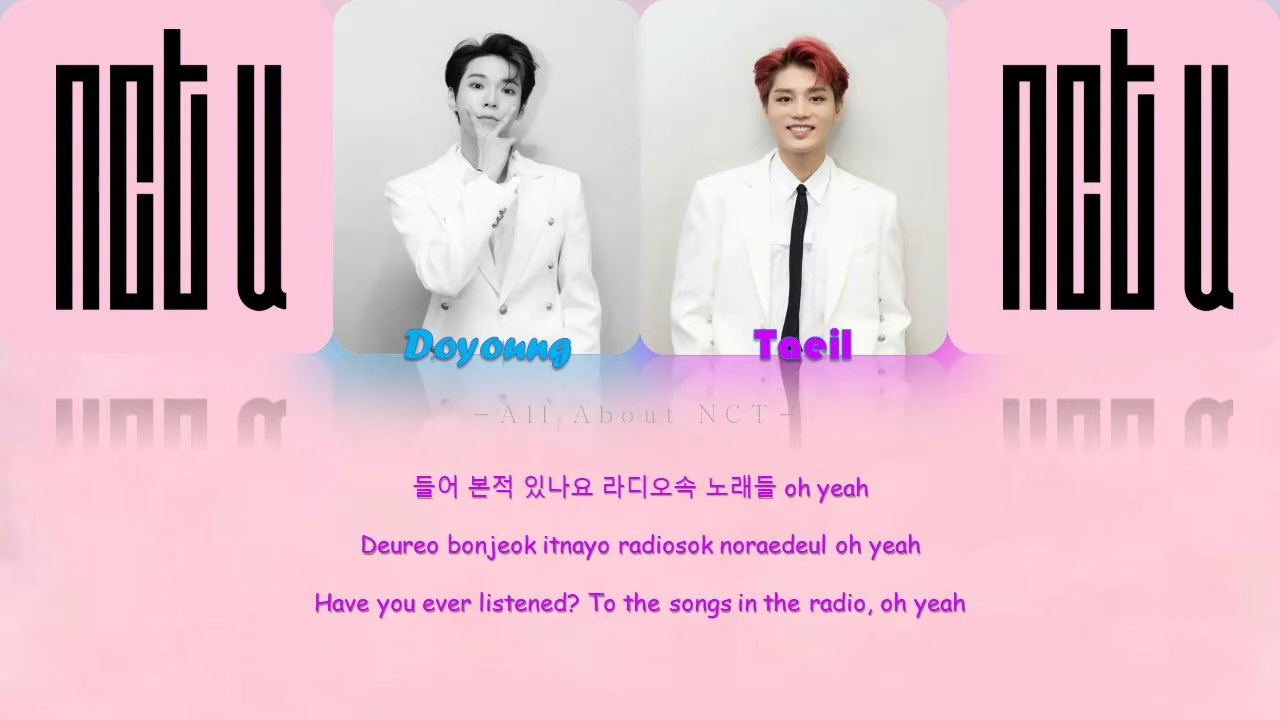 nct u
nct u
Doyoung
Taeil
-All About NCT-
들어 본적 있나요 라디오속 노래들 oh yeah
Deureo bonjeok itnayo radiosok noraedeul oh yeah
Have you ever listened? To the songs in the radio, oh yeah